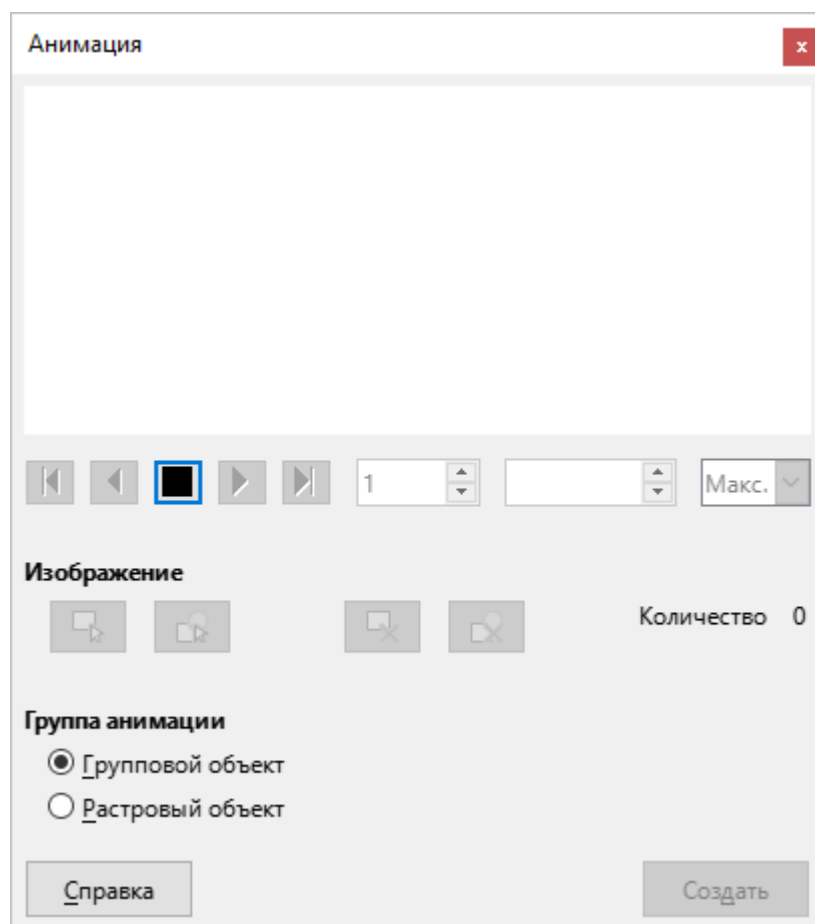 Анимация
1 Макс.
Изображение
Количество 0
Группа анимации
Групповой объект
Растровый объект
Справка Создать